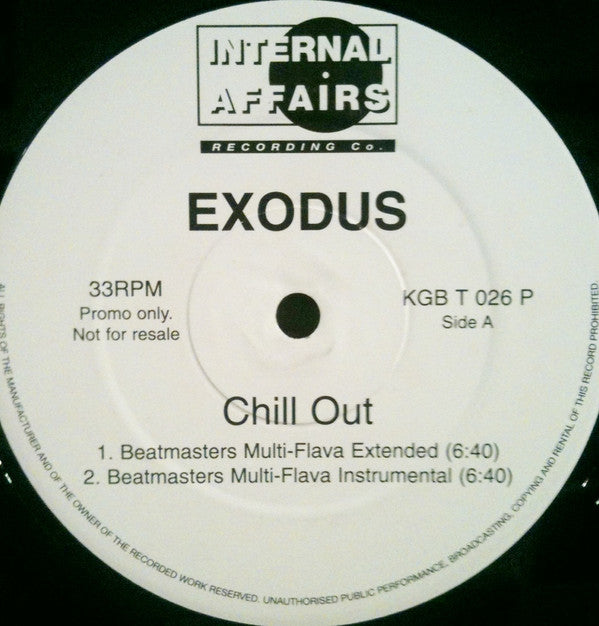 INTERNAL
AFFAIRS
RECORDING Co.
EXODUS
33RPM
Promo only.
Not for resale
KGB T 026 P
Side A
Chill Out
1. Beatmasters Multi-Flava Extended (6:40)
2. Beatmasters Multi-Flava Instrumental (6:40)
ALL RIGHTS OF THE MANUFACTURER AND OF THE OWNER OF THE RECORDED WORK RESERVED. UNAUTHORISED PUBLIC PERFORMANCE, BROADCASTING, COPYING AND RENTAL OF THIS RECORD PROHIBITED.